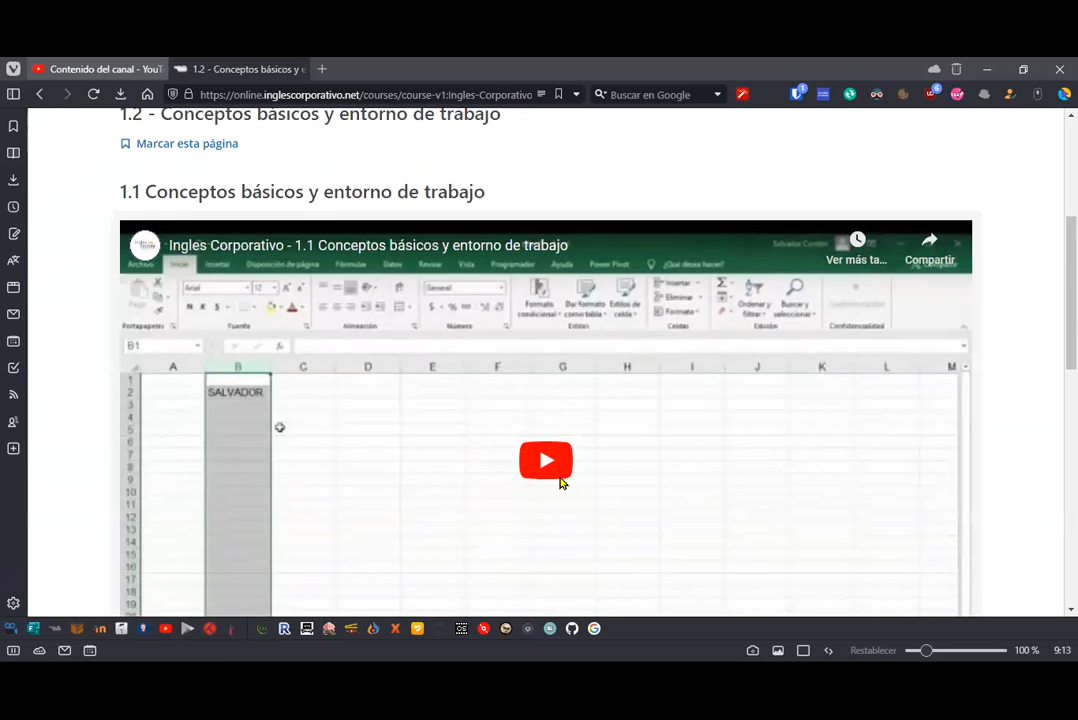 Contenido del canal - YouT
1.2 - Conceptos básicos y e
https://online.inglescorporativo.net/courses/course-v1:Ingles-Corporativo
Buscar en Google
1
6
1.2 - Conceptos básicos y entorno de trabajo
Marcar esta página
1.1 Conceptos básicos y entorno de trabajo
Ingles Corporativo - 1.1 Conceptos básicos y entorno de trabajo
Salvador
Ver más ta...
Compartir
Archivo Inicio Insertar Disposición de página Fórmulas Datos Revisar Vista Programador Ayuda Power Pivot ¿Qué desea hacer?
Arial 12 General Insertar
N K S Formato condicional Dar formato como tabla Estilos de celda Eliminar Ordenar y filtrar Buscar y seleccionar
Formato
Portapapeles Fuente Alineación Número Estilos Celdas Edición Confidencialidad
B1 fx
A B C D E F G H I J K L M
1
2 SALVADOR
3
4
5
6
7
8
9
10
11
12
13
14
15
16
17
18
Restablecer 100 % 9:13